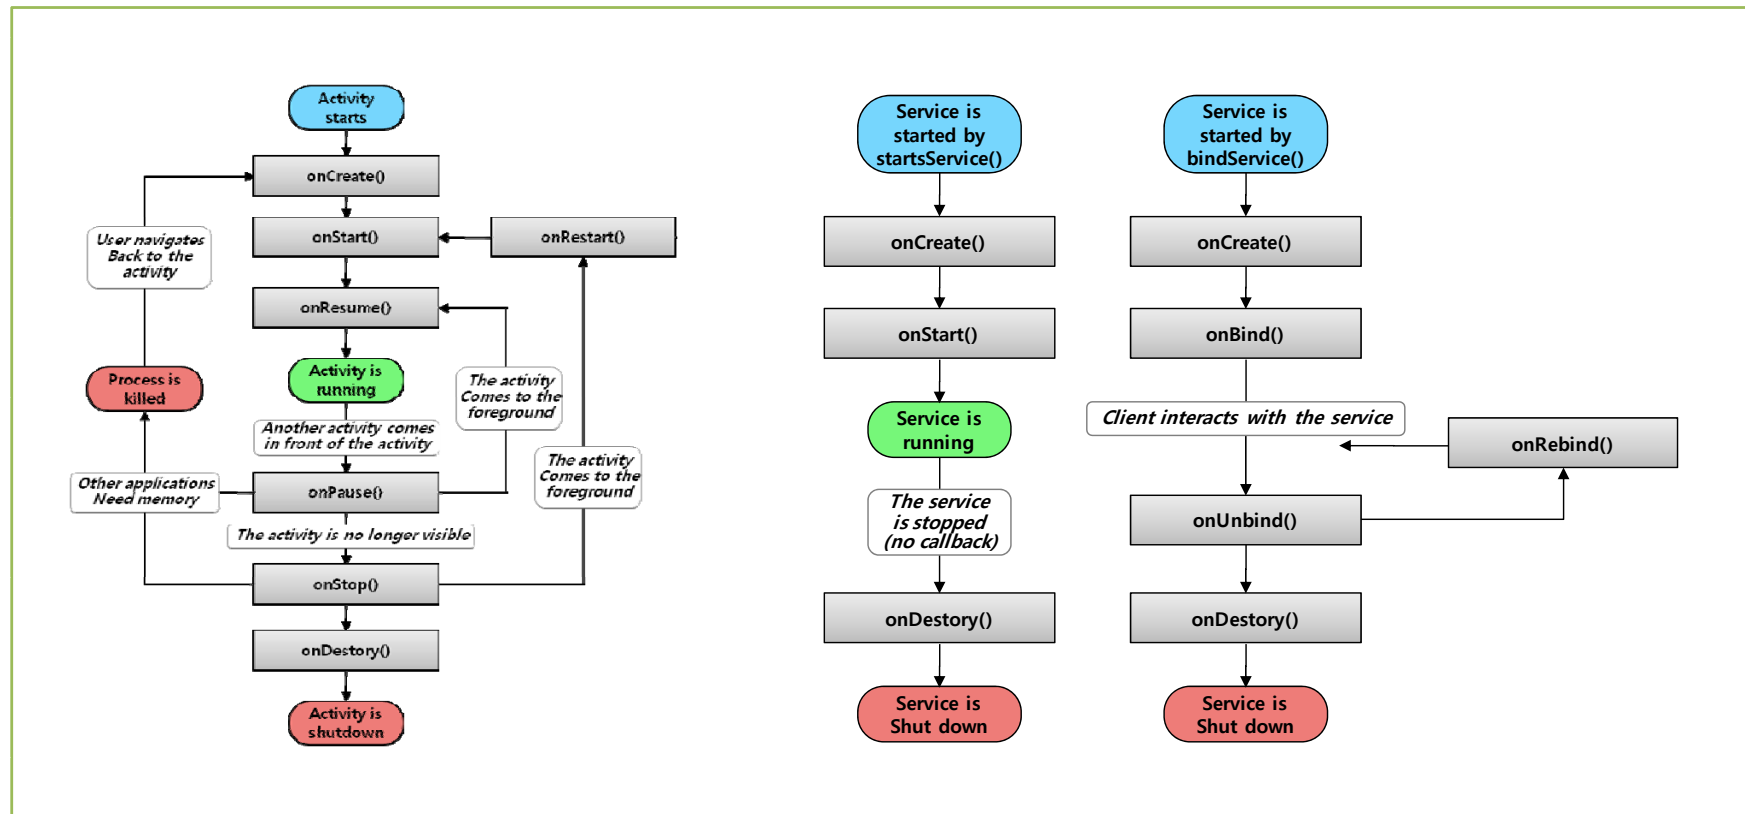 Activity
starts
onCreate()
onStart()
onRestart()
User navigates
Back to the
activity
onResume()
Process is
killed
Activity is
running
The activity
Comes to the
foreground
Another activity comes
in front of the activity
The activity
Comes to the
foreground
Other applications
Need memory
onPause()
The activity is no longer visible
onStop()
onDestory()
Activity is
shutdown
Service is
started by
startsService()
onCreate()
onStart()
Service is
running
The service
is stopped
(no callback)
onDestory()
Service is
Shut down
Service is
started by
bindService()
onCreate()
onBind()
Client interacts with the service
onRebind()
onUnbind()
onDestory()
Service is
Shut down